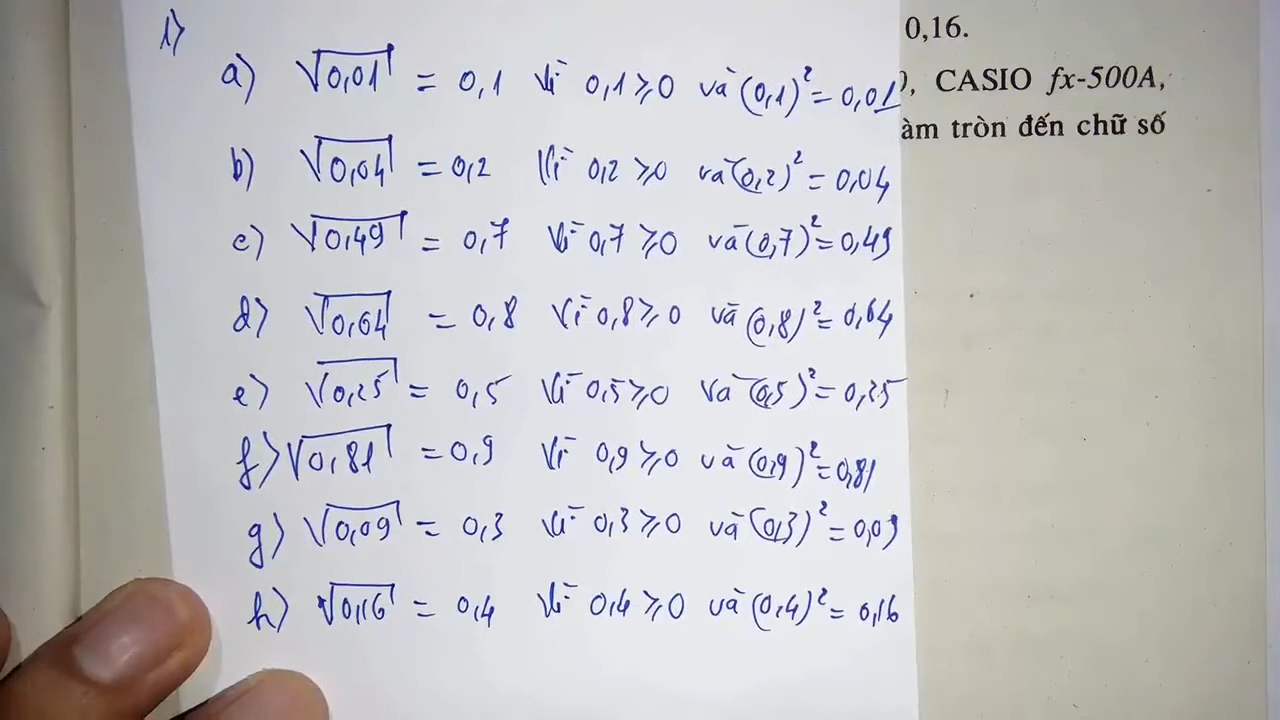 1)
a) √0,01 = 0,1 Vì 0,1 ≥ 0 và (0,1)² = 0,01
b) √0,04 = 0,2 Vì 0,2 ≥ 0 và (0,2)² = 0,04
c) √0,49 = 0,7 Vì 0,7 ≥ 0 và (0,7)² = 0,49
d) √0,64 = 0,8 Vì 0,8 ≥ 0 và (0,8)² = 0,64
e) √0,25 = 0,5 Vì 0,5 ≥ 0 và (0,5)² = 0,25
f) √0,81 = 0,9 Vì 0,9 ≥ 0 và (0,9)² = 0,81
g) √0,09 = 0,3 Vì 0,3 ≥ 0 và (0,3)² = 0,09
h) √0,16 = 0,4 Vì 0,4 ≥ 0 và (0,4)² = 0,16
0,16.
), CASIO fx-500A,
àm tròn đến chữ số